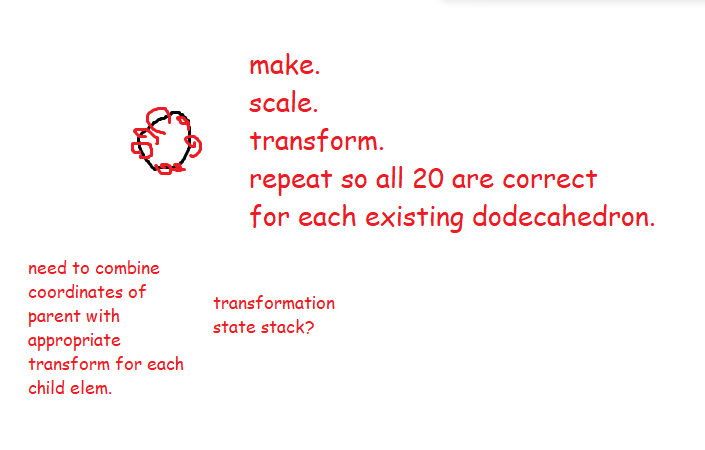 make.
scale.
transform.
repeat so all 20 are correct
for each existing dodecahedron.
need to combine
coordinates of
parent with
appropriate
transform for each
child elem.
transformation
state stack?